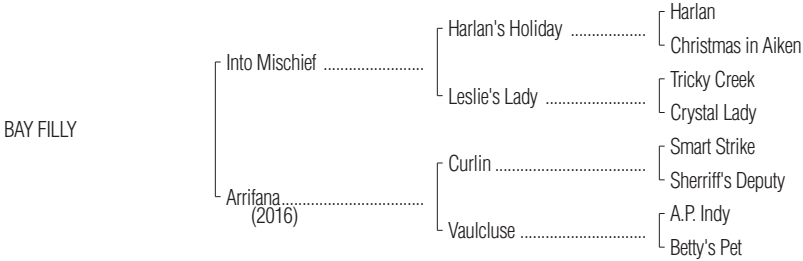 Harlan
Harlan's Holiday ..................
Christmas in Aiken
Into Mischief ........................
Tricky Creek
Leslie's Lady ........................
Crystal Lady
BAY FILLY
Smart Strike
Curlin ....................................
Sherriff's Deputy
Arrifana..................................
(2016)
A.P. Indy
Vaulcluse ..............................
Betty's Pet